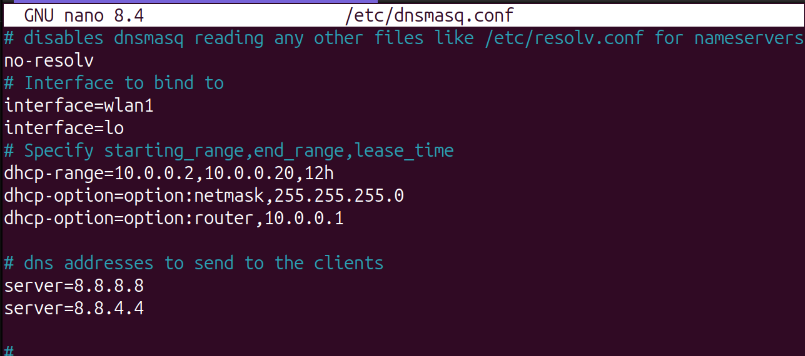 GNU nano 8.4 /etc/dnsmasq.conf
# disables dnsmasq reading any other files like /etc/resolv.conf for nameservers
no-resolv
# Interface to bind to
interface=wlan1
interface=lo
# Specify starting_range,end_range,lease_time
dhcp-range=10.0.0.2,10.0.0.20,12h
dhcp-option=option:netmask,255.255.255.0
dhcp-option=option:router,10.0.0.1
# dns addresses to send to the clients
server=8.8.8.8
server=8.8.4.4
#